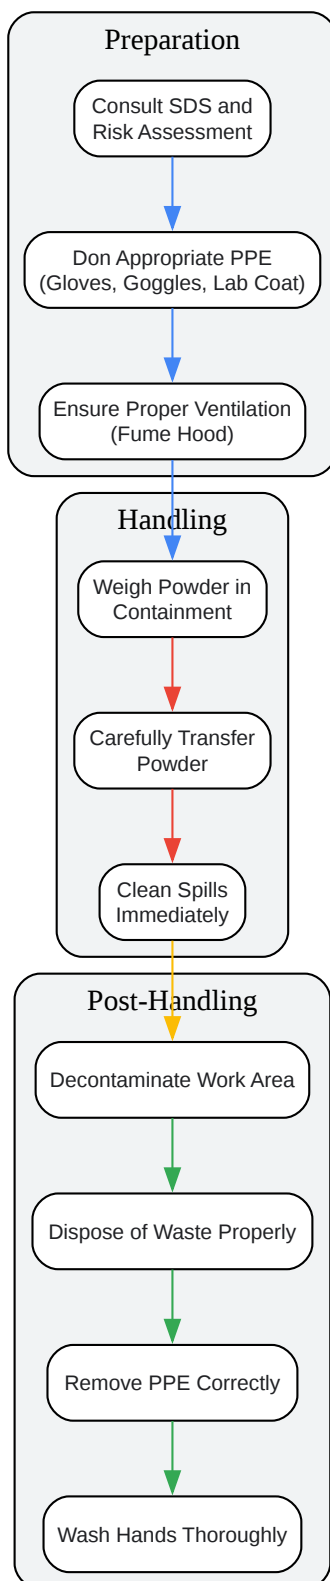 Preparation
Consult SDS and
Risk Assessment
Don Appropriate PPE
(Gloves, Goggles, Lab Coat)
Ensure Proper Ventilation
(Fume Hood)
Handling
Weigh Powder in
Containment
Carefully Transfer
Powder
Clean Spills
Immediately
Post-Handling
Decontaminate Work Area
Dispose of Waste Properly
Remove PPE Correctly
Wash Hands Thoroughly